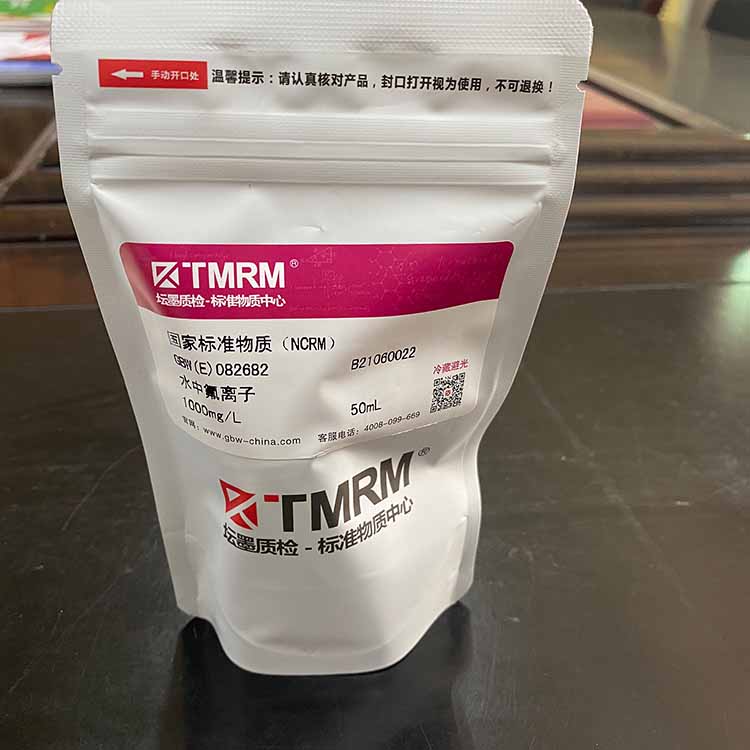 手动开口处 温馨提示：请认真核对产品，封口打开视为使用，不可退换！
TMRM®
坛墨质检-标准物质中心
国家标准物质（NCRM）
GBW(E)082682 B21060022
水中氟离子
冷藏避光
1000mg/L 50mL
官网：www.gbw-china.com 客服电话：4008-099-669
TMRM®
坛墨质检-标准物质中心